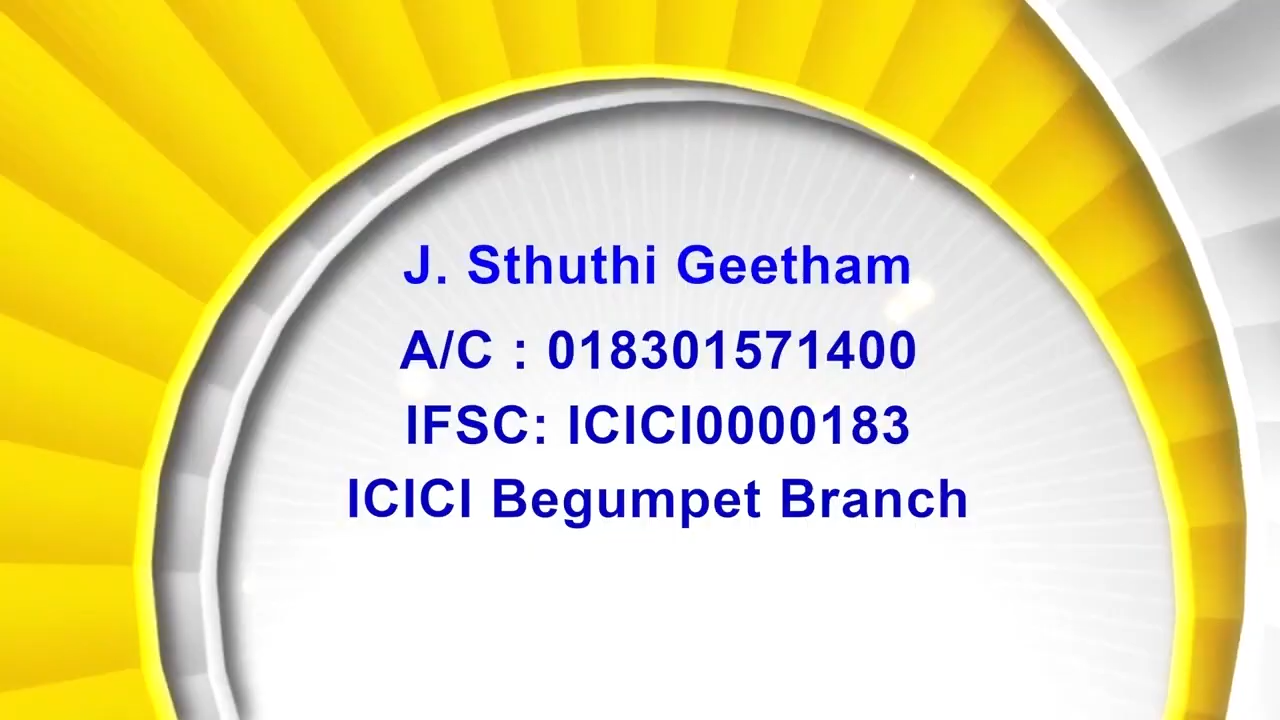 J. Sthuthi Geetham
A/C : 018301571400
IFSC: ICICI0000183
ICICI Begumpet Branch